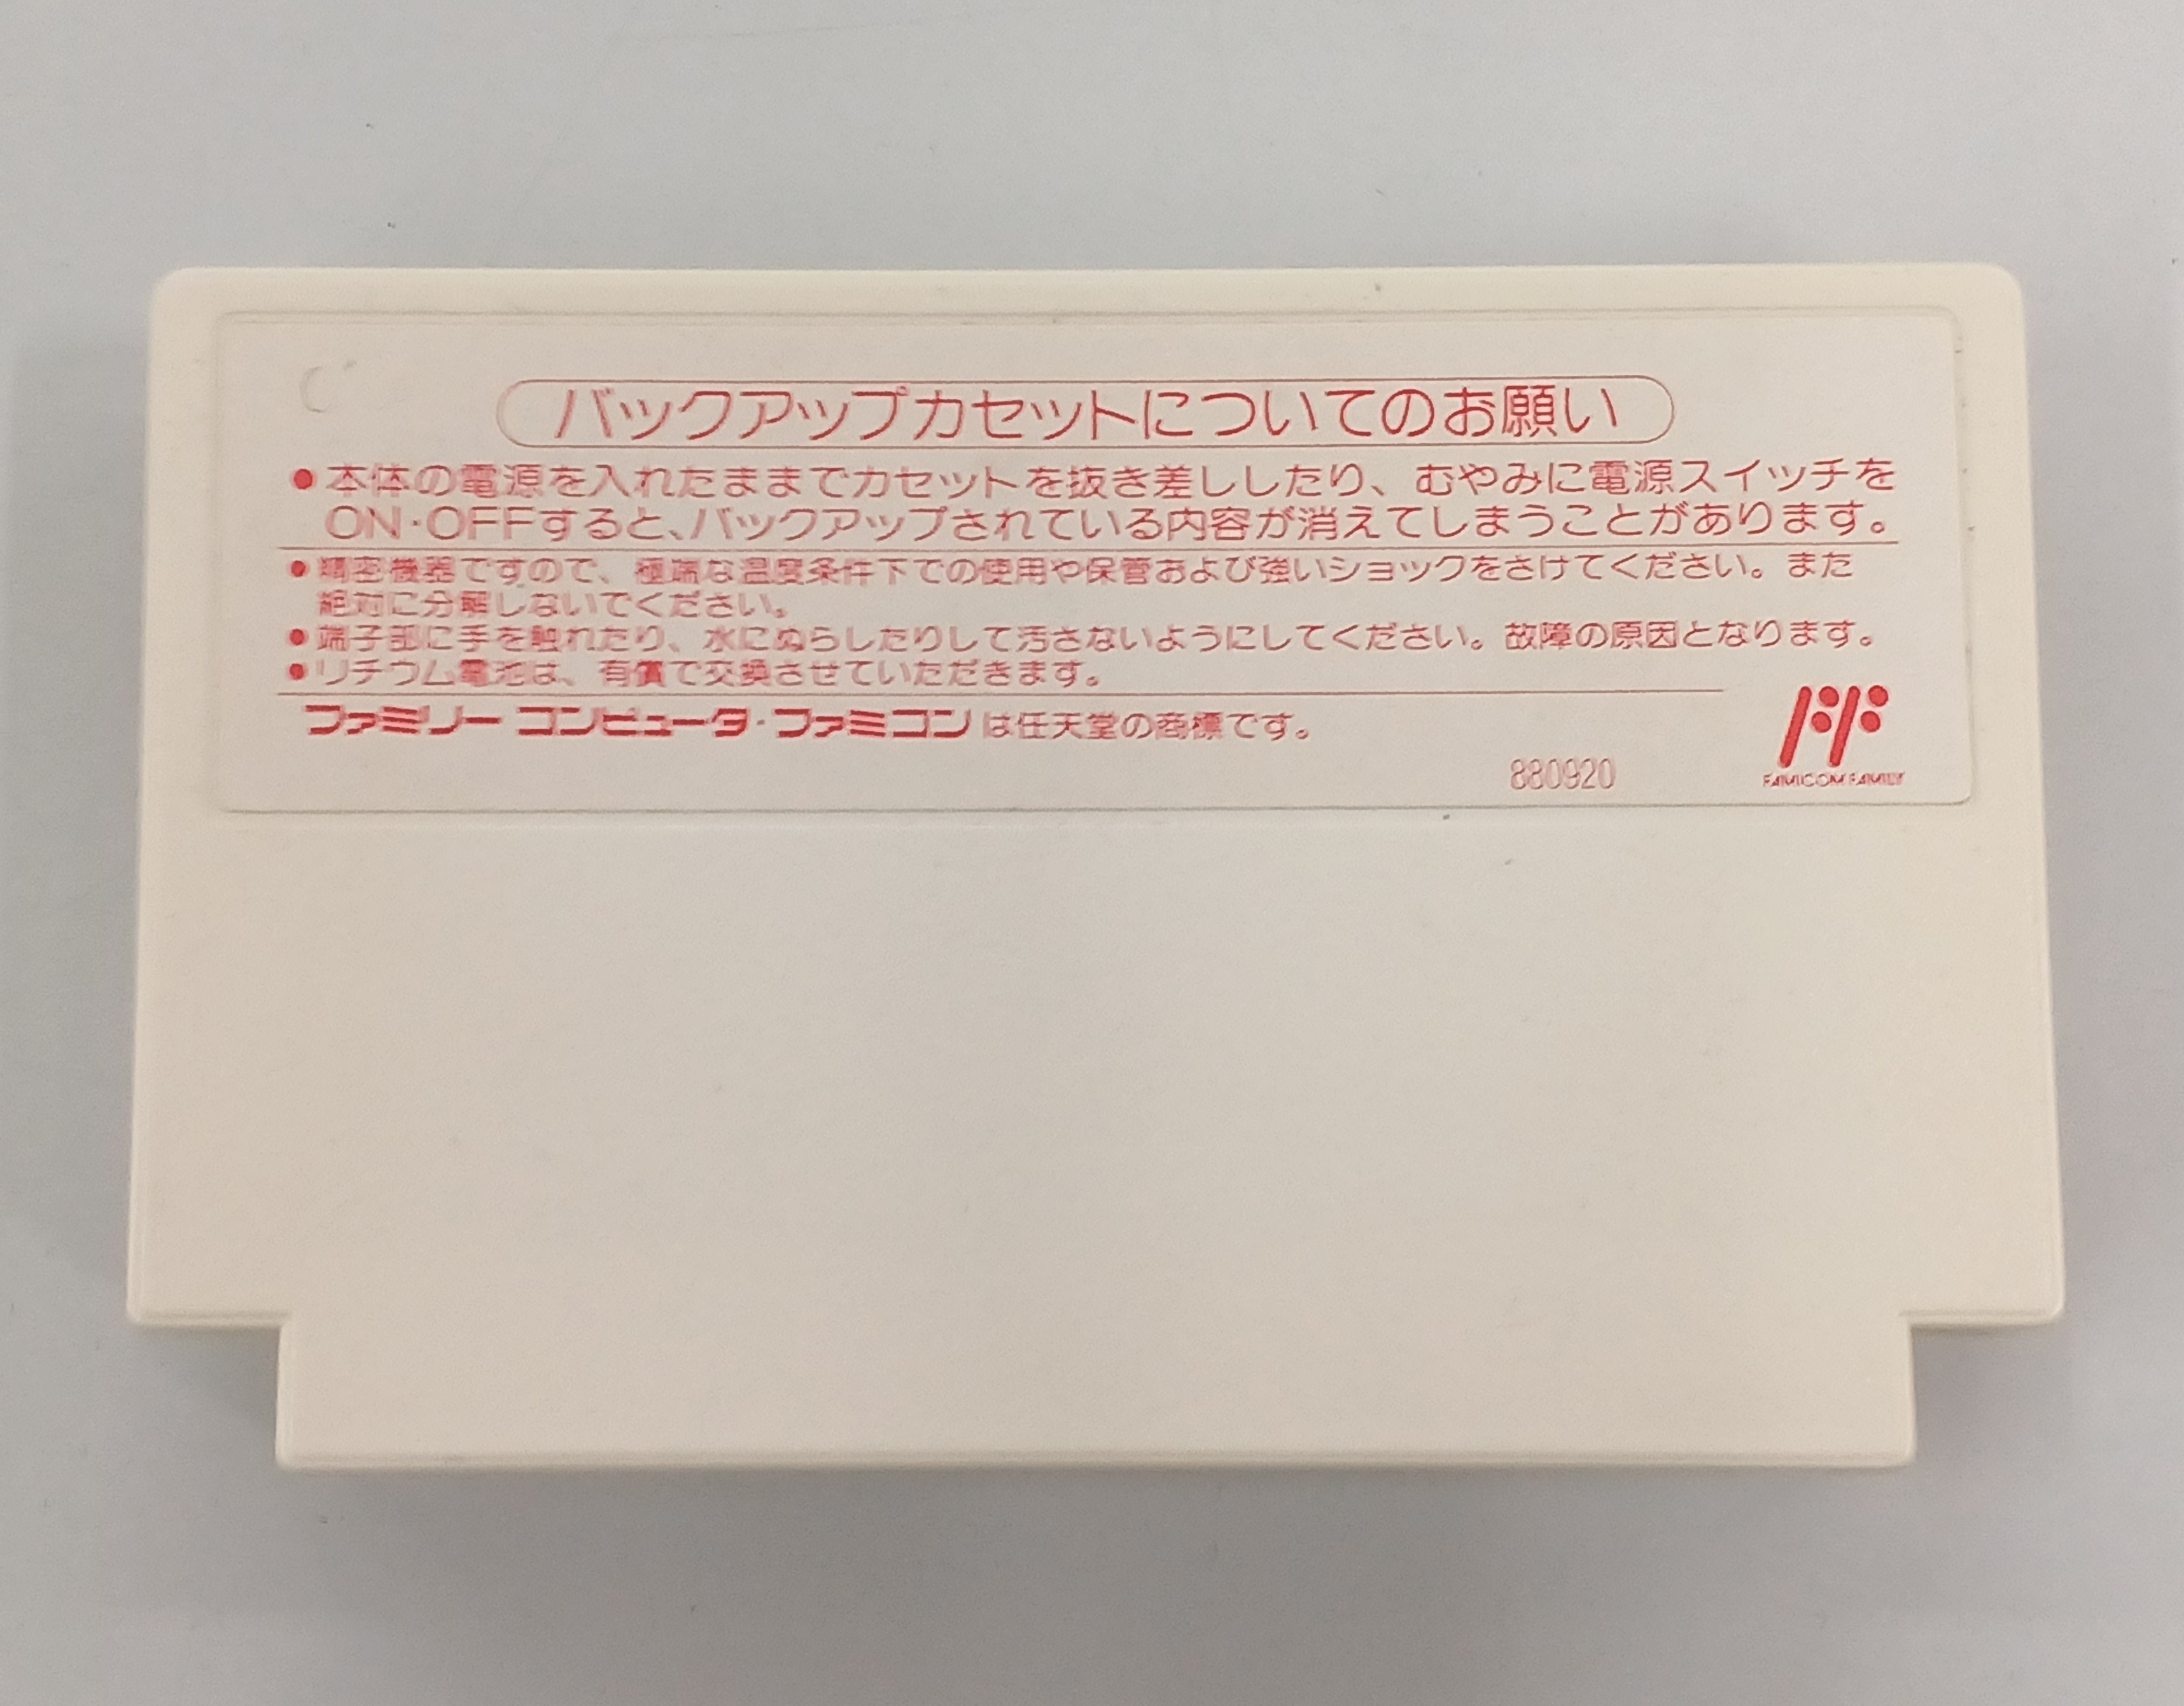 バックアップカセットについてのお願い
●本体の電源を入れたままでカセットを抜き差ししたり、むやみに電源スイッチを
ON·OFFすると、バックアップされている内容が消えてしまうことがあります。
●精密機器ですので、極端な温度条件下での使用や保管および強いショックをさけてください。また
絶対に分解しないでください。
●端子部に手を触れたり、水にぬらしたりして汚さないようにしてください。故障の原因となります。
●リチウム電池は、有償で交換させていただきます。
ファミリー コンピュータ·ファミコンは任天堂の商標です。
880920
FAMICOM FAMILY